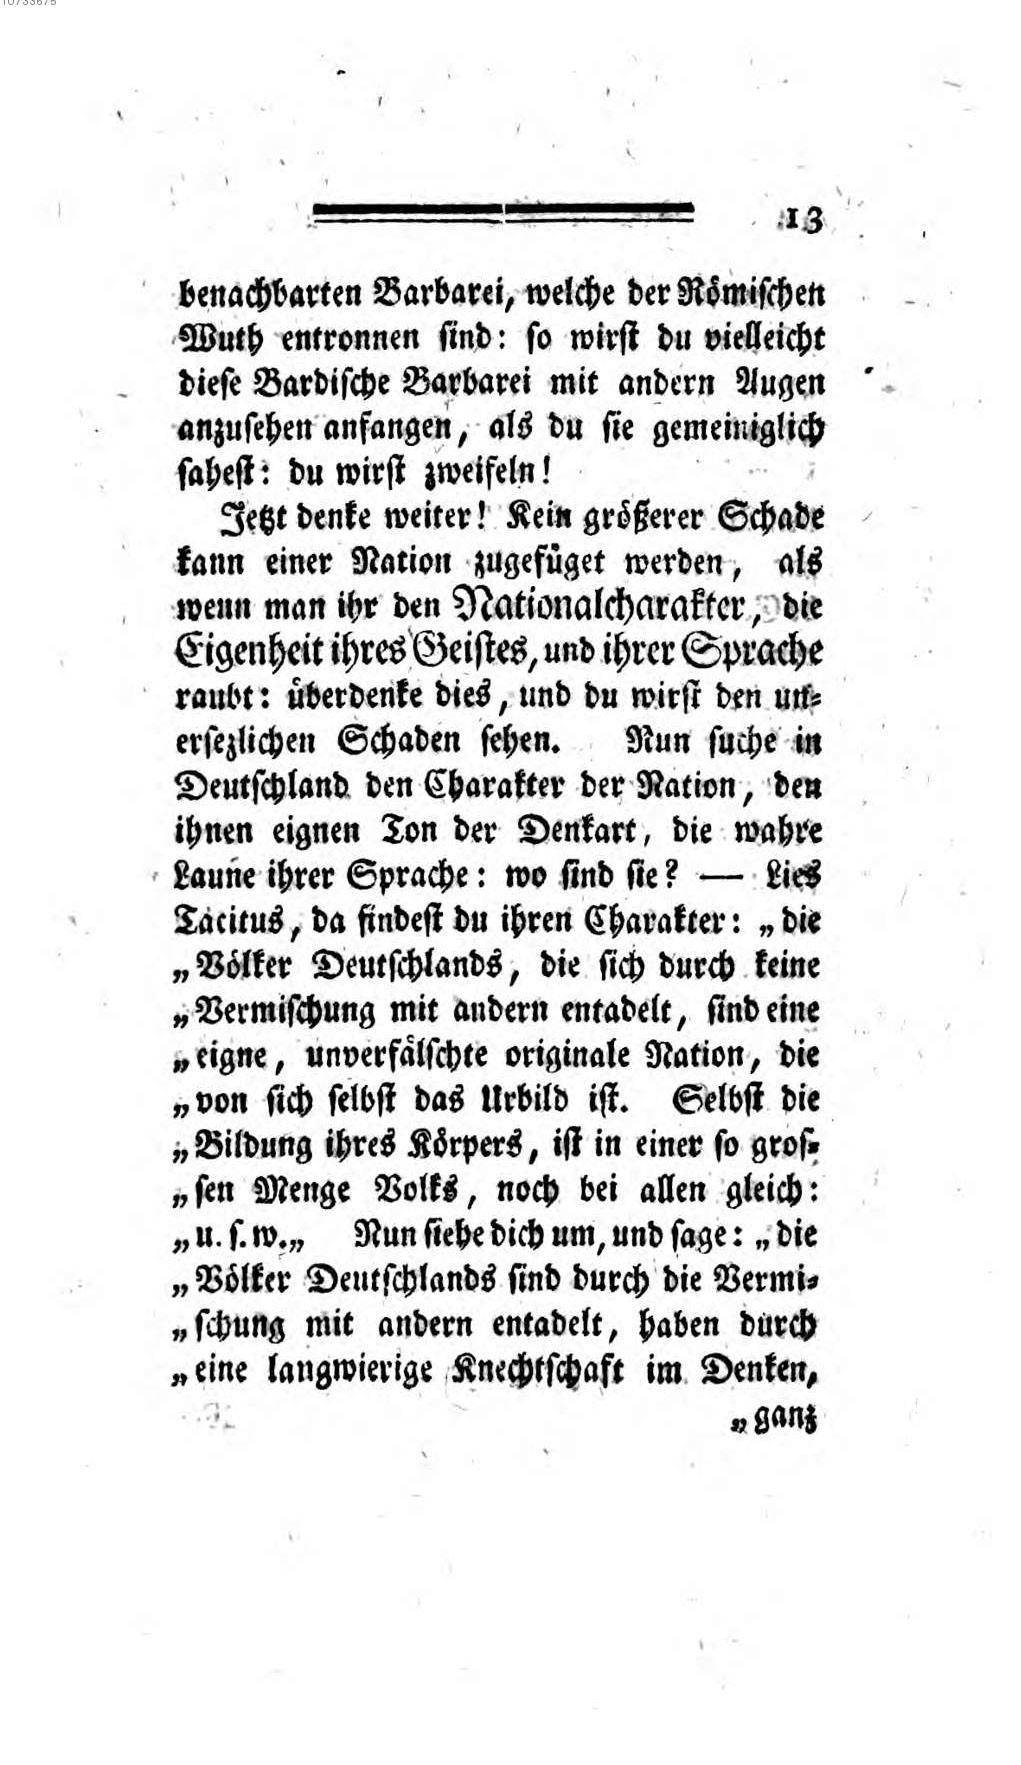 10733675
13
benachbarten Barbarei, welche der Römiſchen
Wuth entronnen ſind: ſo wirſt du vielleicht
dieſe Bardiſche Barbarei mit andern Augen
anzuſehen anfangen, als du ſie gemeiniglich
ſaheſt: du wirſt zweifeln!
Jetzt denke weiter! Kein größerer Schade
kann einer Nation zugefüget werden, als
wenn man ihr den Nationalcharakter, die
Eigenheit ihres Geiſtes, und ihrer Sprache
raubt: überdenke dies, und du wirſt den un-
erſezlichen Schaden ſehen. Nun ſuche in
Deutſchland den Charakter der Nation, den
ihnen eignen Ton der Denkart, die wahre
Laune ihrer Sprache: wo ſind ſie? — Lies
Tacitus, da findeſt du ihren Charakter: „die
„Völker Deutſchlands, die ſich durch keine
„Vermiſchung mit andern entadelt, ſind eine
„eigne, unverfälſchte originale Nation, die
„von ſich ſelbſt das Urbild iſt. Selbſt die
„Bildung ihres Körpers, iſt in einer ſo groſ-
„ſen Menge Volks, noch bei allen gleich:
„u. ſ. w.„ Nun ſiehe dich um, und ſage: „die
„Völker Deutſchlands ſind durch die Vermi-
„ſchung mit andern entadelt, haben durch
„eine langwierige Knechtſchaft im Denken,
„ganz